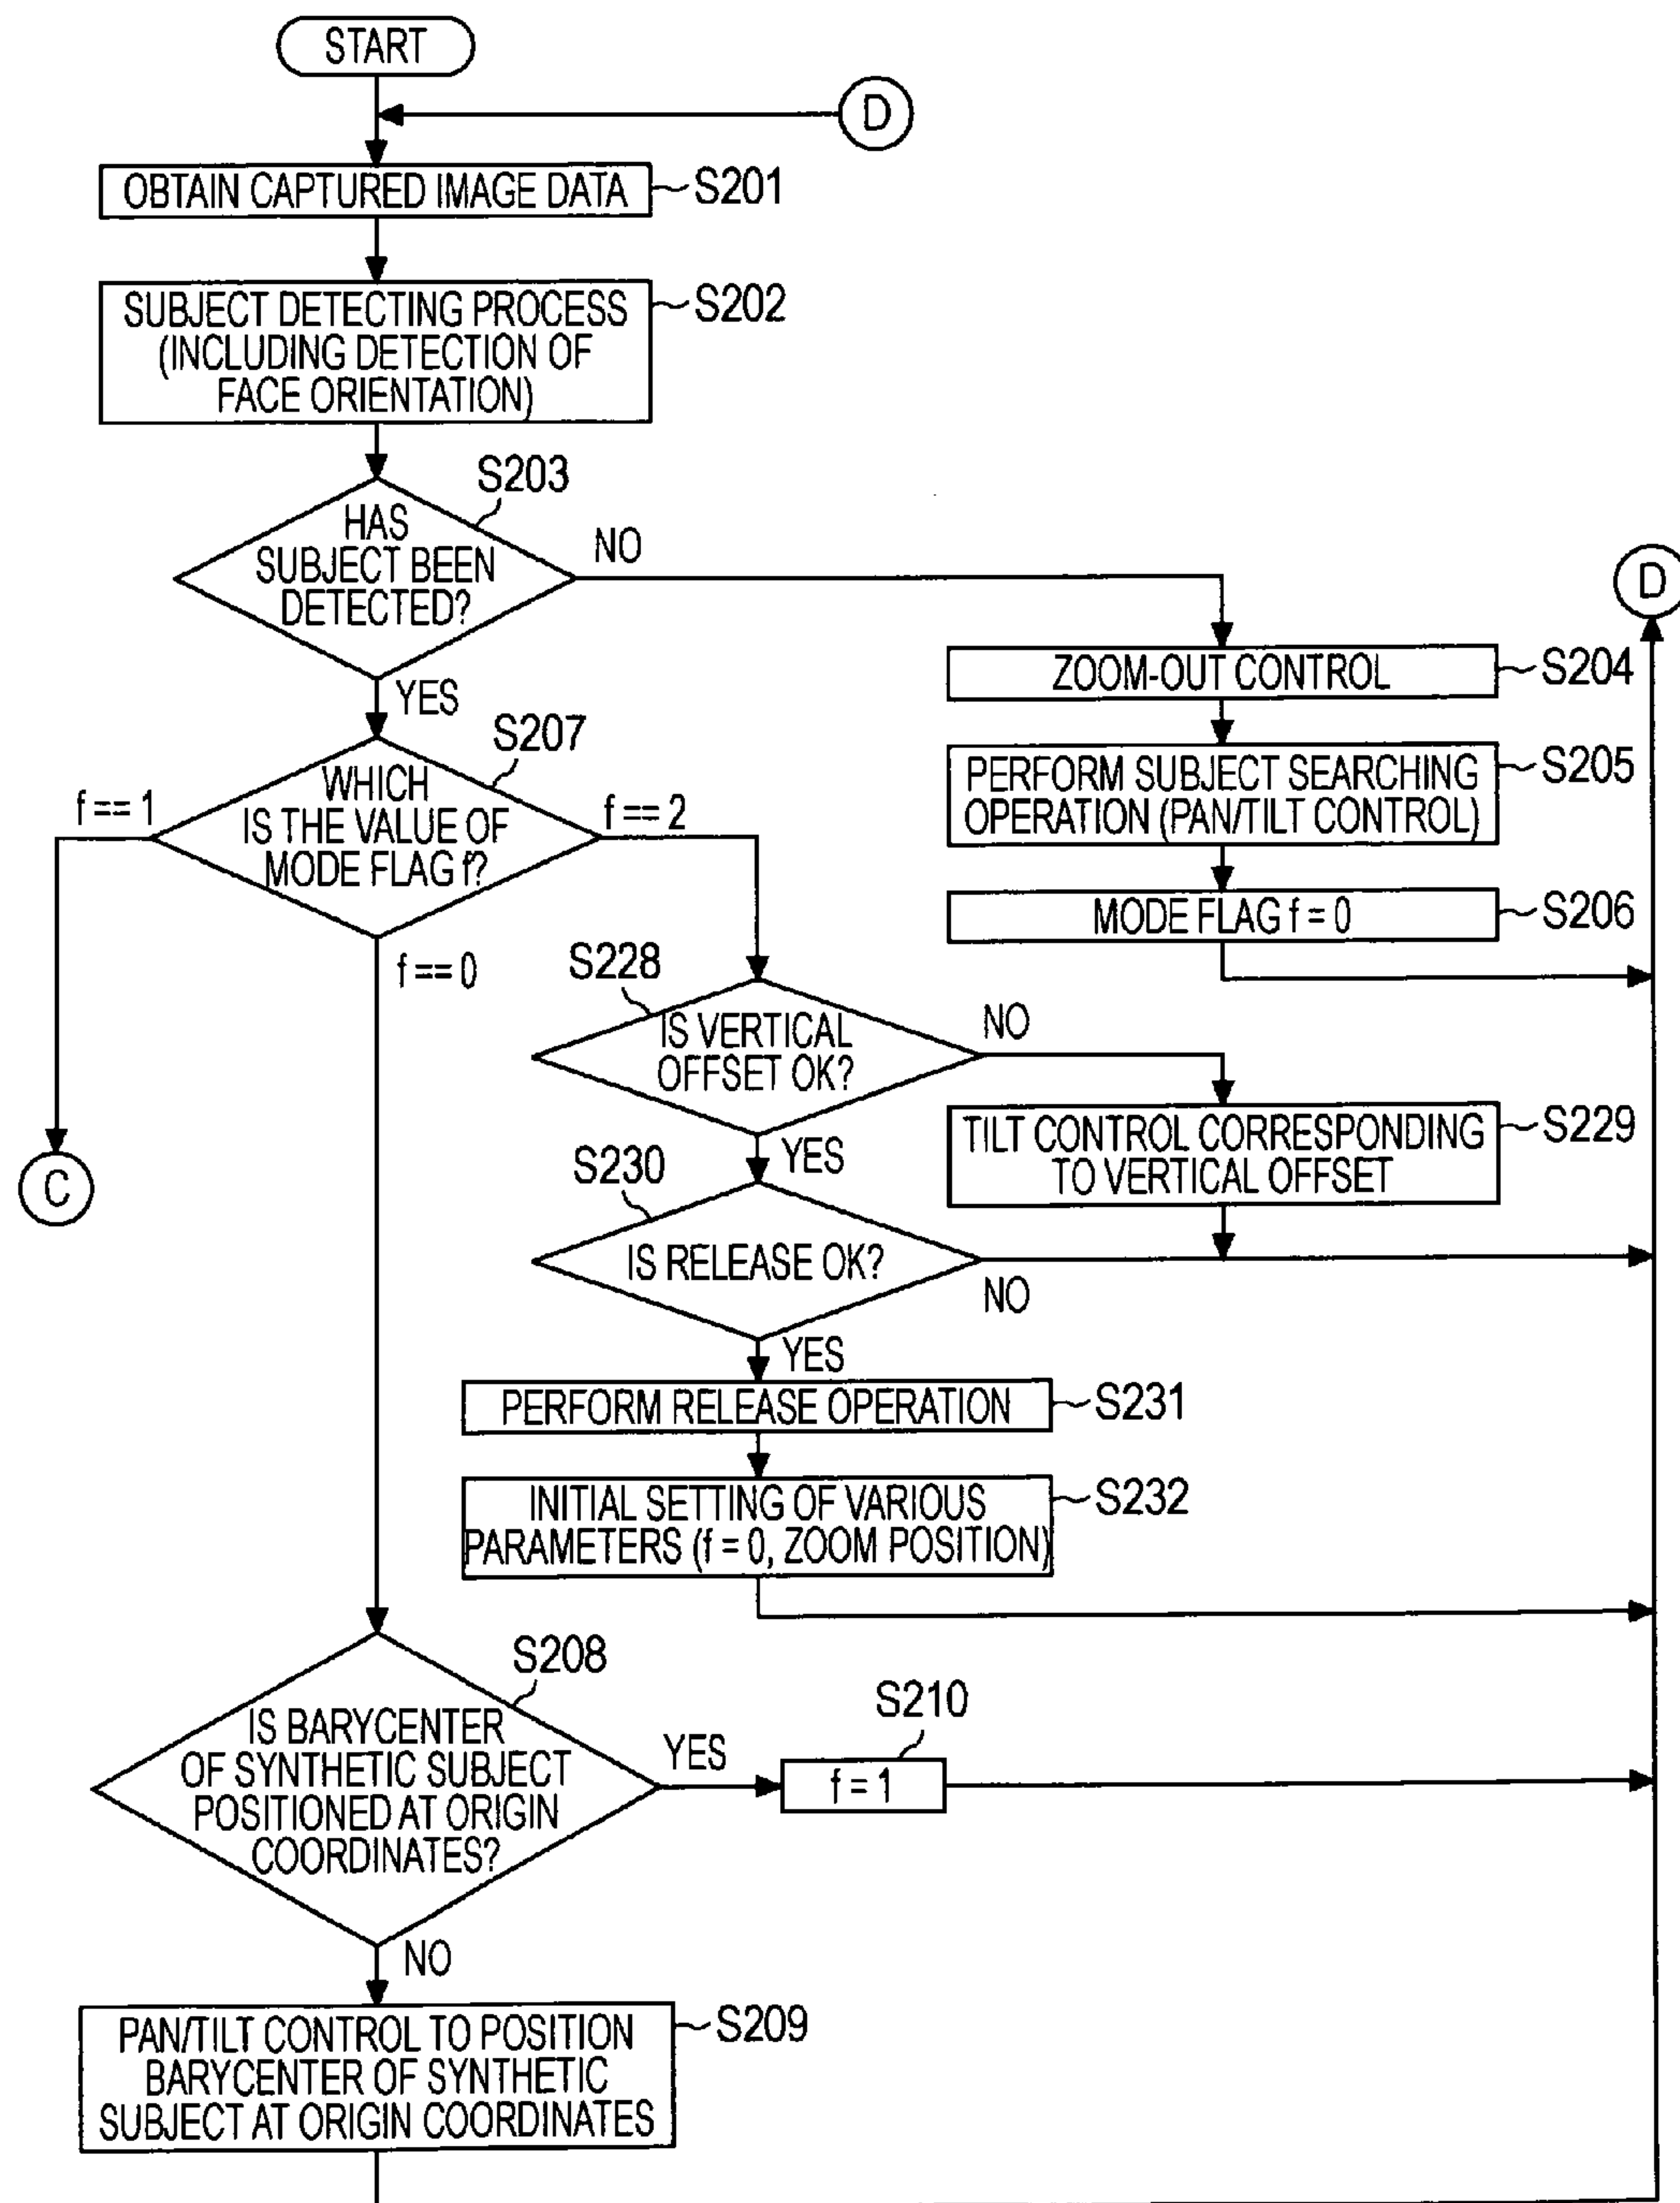 START
D
OBTAIN CAPTURED IMAGE DATA
S201
SUBJECT DETECTING PROCESS
(INCLUDING DETECTION OF
FACE ORIENTATION)
S202
S203
HAS
SUBJECT BEEN
DETECTED?
NO
D
YES
ZOOM-OUT CONTROL
S204
S207
WHICH
IS THE VALUE OF
MODE FLAG f?
f == 1
f == 2
PERFORM SUBJECT SEARCHING
OPERATION (PAN/TILT CONTROL)
S205
MODE FLAG f = 0
S206
f == 0
S228
IS VERTICAL
OFFSET OK?
NO
C
YES
TILT CONTROL CORRESPONDING
TO VERTICAL OFFSET
S229
S230
IS RELEASE OK?
NO
YES
PERFORM RELEASE OPERATION
S231
INITIAL SETTING OF VARIOUS
PARAMETERS (f = 0, ZOOM POSITION)
S232
S208
IS BARYCENTER
OF SYNTHETIC SUBJECT
POSITIONED AT ORIGIN
COORDINATES?
YES
S210
f = 1
NO
PAN/TILT CONTROL TO POSITION
BARYCENTER OF SYNTHETIC
SUBJECT AT ORIGIN COORDINATES
S209